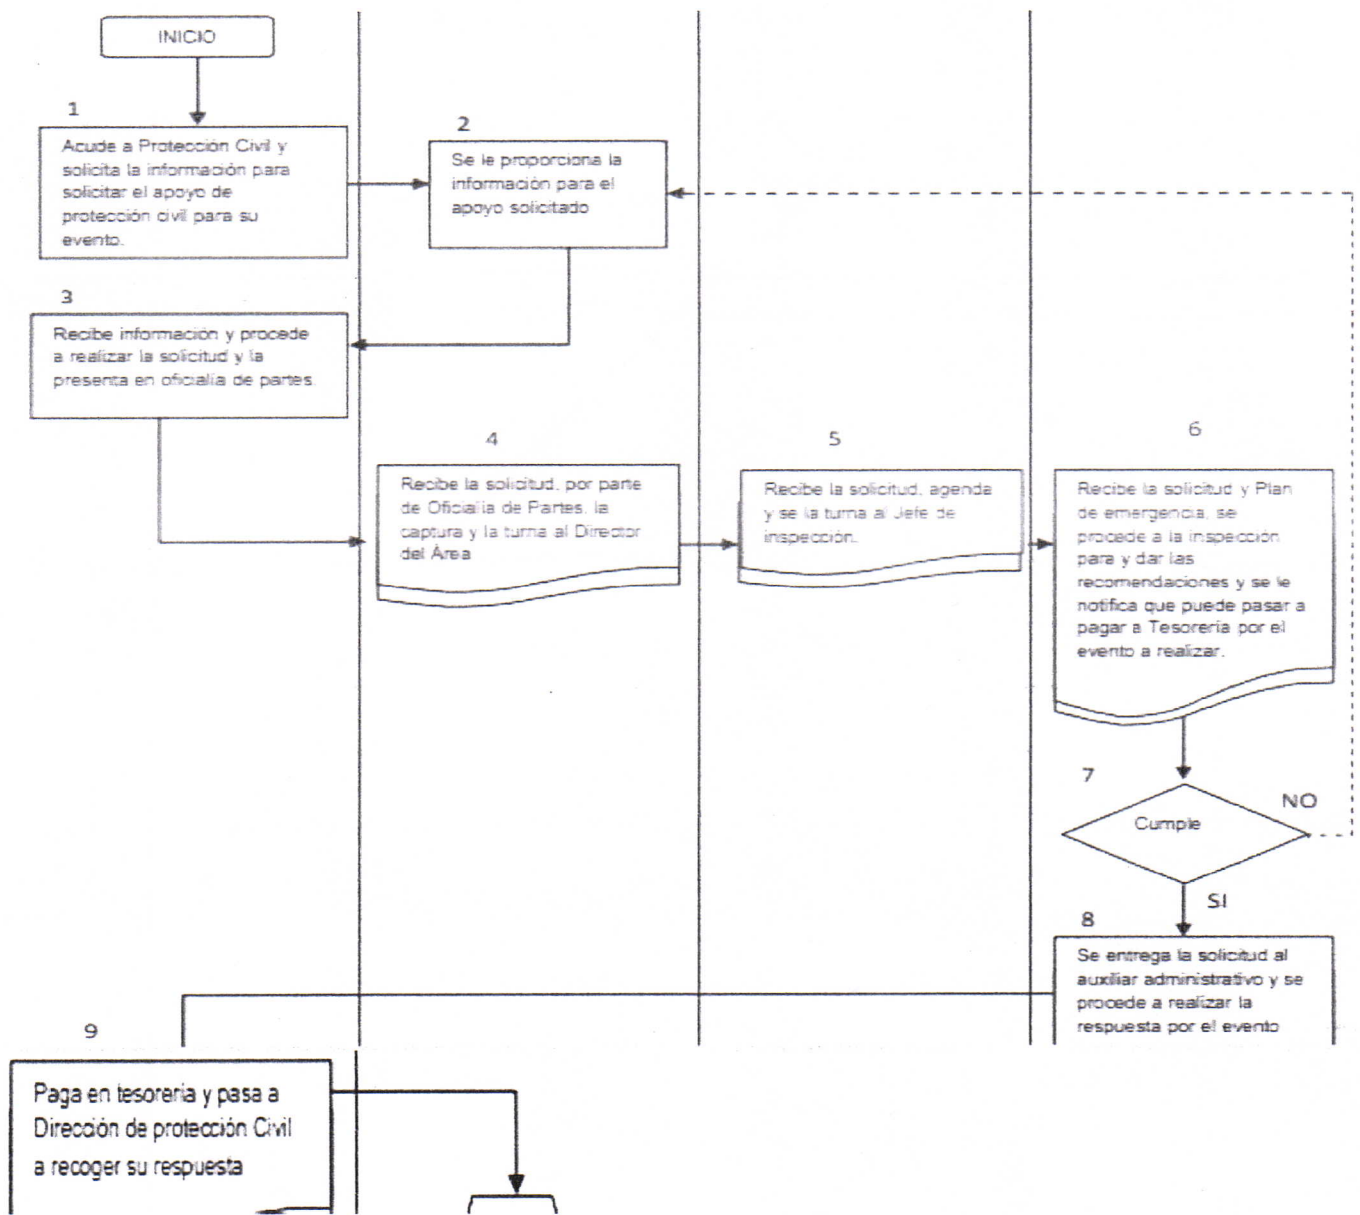 INICIO
1
Acude a Protección Civil y
solicita la información para
solicitar el apoyo de
protección civil para su
evento.
2
Se le proporciona la
información para el
apoyo solicitado
3
Recibe información y procede
a realizar la solicitud y la
presenta en oficialía de partes.
4
Recibe la solicitud, por parte
de Oficialía de Partes, la
captura y la turna al Director
del Área
5
Recibe la solicitud, agenda
y se la turna al Jefe de
inspección.
6
Recibe la solicitud y Plan
de emergencia, se
procede a la inspección
para y dar las
recomendaciones y se le
notifica que puede pasar a
pagar a Tesorería por el
evento a realizar.
7
Cumple
NO
SI
8
Se entrega la solicitud al
auxiliar administrativo y se
procede a realizar la
respuesta por el evento
9
Paga en tesoreria y pasa a
Dirección de protección Civil
a recoger su respuesta